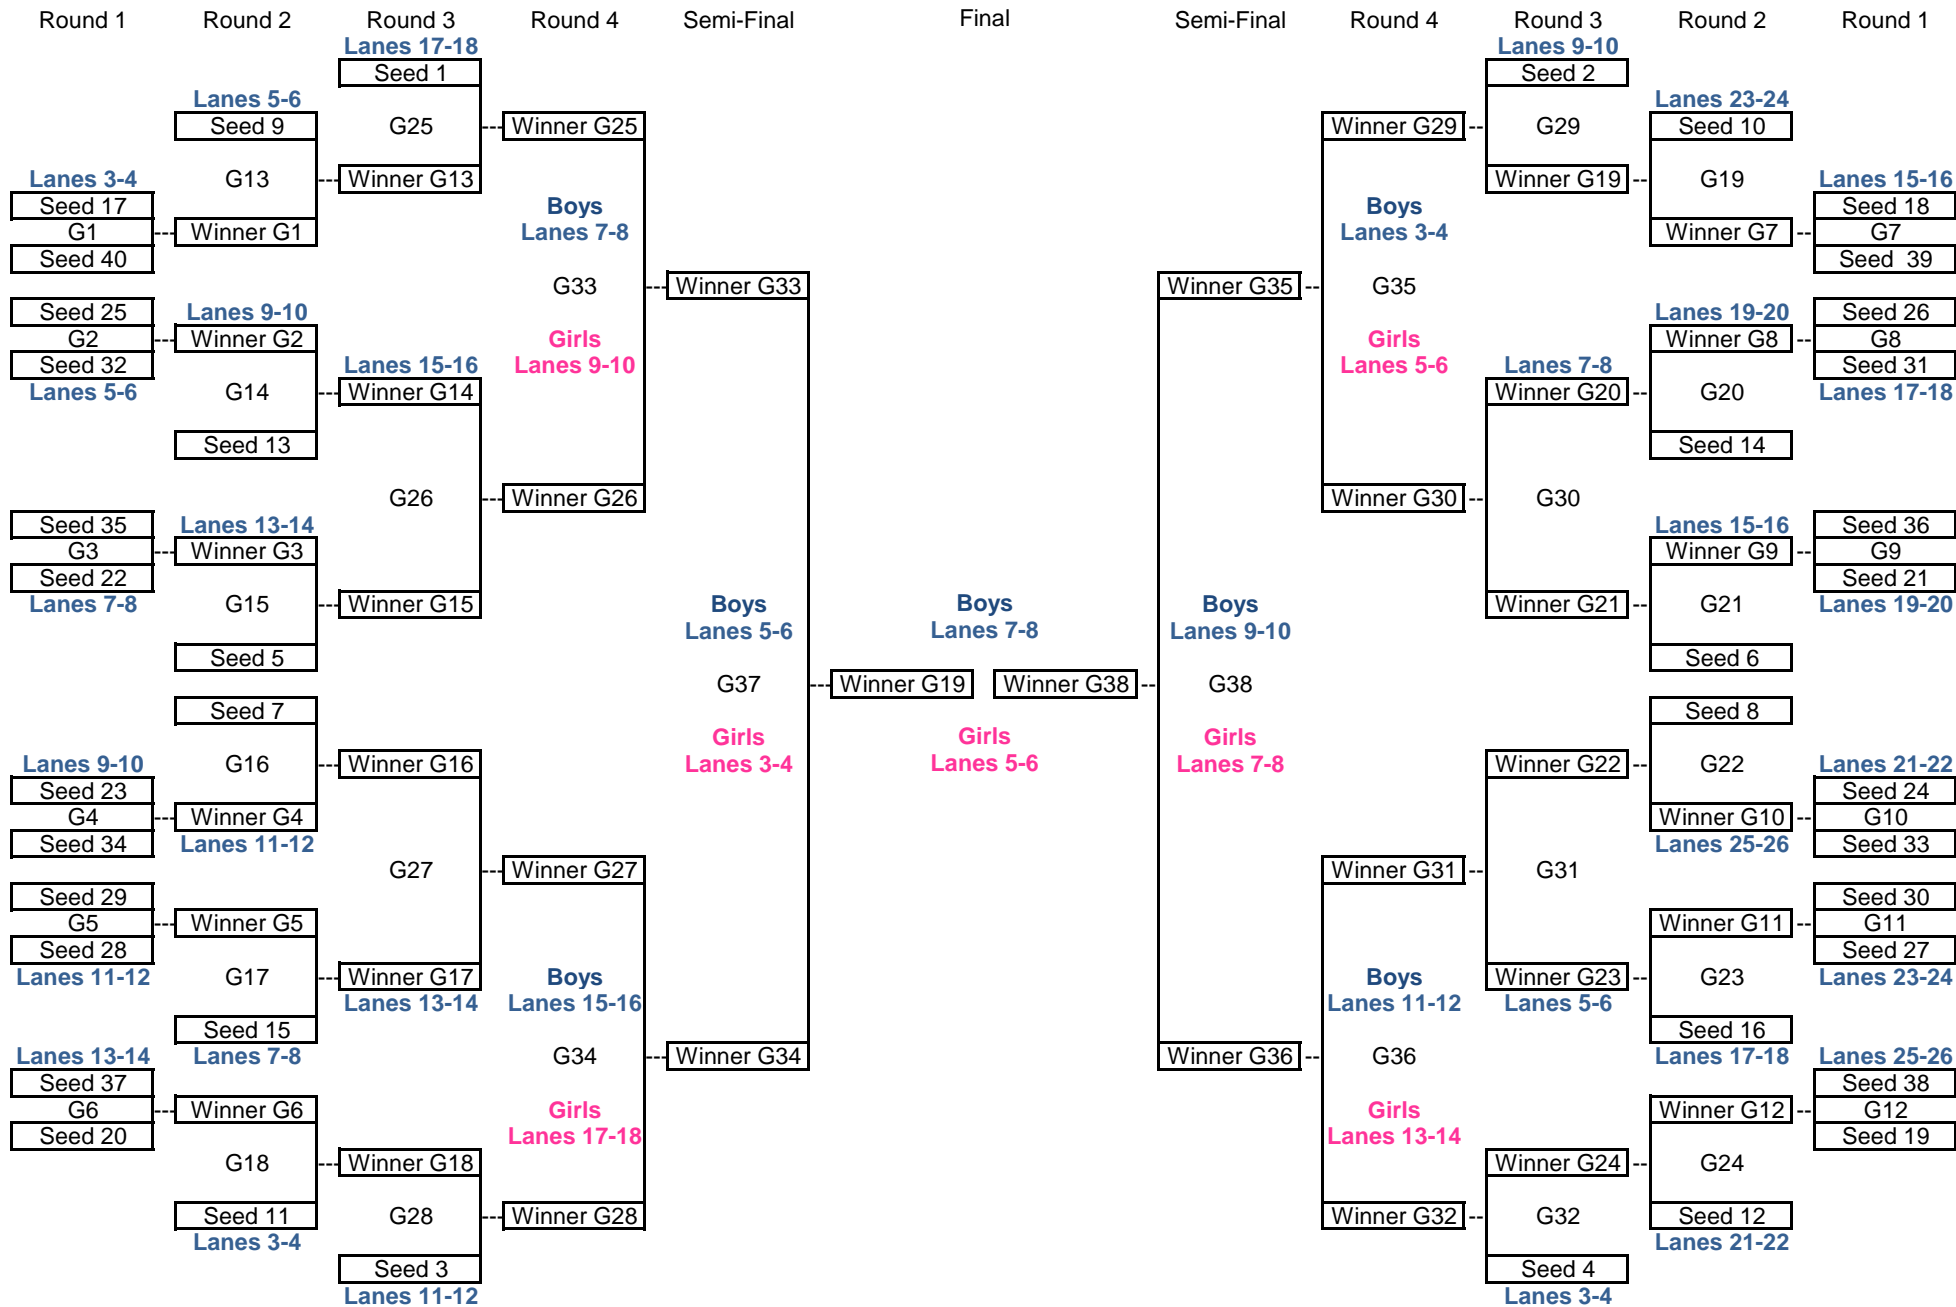 Round 1 Round 2 Round 3 Round 4 Semi-Final Final Semi-Final Round 4 Round 3 Round 2 Round 1
Lanes 17-18 Lanes 9-10
Seed 1 Seed 2
Lanes 5-6 Lanes 23-24
Seed 9 G25 Winner G25 Winner G29 G29 Seed 10
Lanes 3-4 G13 Winner G13 Winner G19 G19 Lanes 15-16
Seed 17 Boys Boys Seed 18
G1 Winner G1 Lanes 7-8 Lanes 3-4 Winner G7 G7
Seed 40 Seed 39
G33 Winner G33 Winner G35 G35
Seed 25 Lanes 9-10 Lanes 19-20 Seed 26
G2 Winner G2 Girls Girls Winner G8 G8
Seed 32 Lanes 15-16 Lanes 9-10 Lanes 5-6 Lanes 7-8 Seed 31
Lanes 5-6 G14 Winner G14 Winner G20 G20 Lanes 17-18
Seed 13 Seed 14
G26 Winner G26 Winner G30 G30
Seed 35 Lanes 13-14 Lanes 15-16 Seed 36
G3 Winner G3 Winner G9 G9
Seed 22 Seed 21
Lanes 7-8 G15 Winner G15 Boys Boys Boys Winner G21 G21 Lanes 19-20
Lanes 5-6 Lanes 7-8 Lanes 9-10
Seed 5 Seed 6
G37 Winner G19 Winner G38 G38
Seed 7 Seed 8
Girls Girls Girls
Lanes 9-10 G16 Winner G16 Lanes 3-4 Lanes 5-6 Lanes 7-8 Winner G22 G22 Lanes 21-22
Seed 23 Seed 24
G4 Winner G4 Winner G10 G10
Seed 34 Lanes 11-12 Lanes 25-26 Seed 33
G27 Winner G27 Winner G31 G31
Seed 29 Seed 30
G5 Winner G5 Winner G11 G11
Seed 28 Seed 27
Lanes 11-12 G17 Winner G17 Boys Boys Winner G23 G23 Lanes 23-24
Lanes 13-14 Lanes 15-16 Lanes 11-12 Lanes 5-6
Seed 15 Seed 16
Lanes 13-14 Lanes 7-8 G34 Winner G34 Winner G36 G36 Lanes 17-18 Lanes 25-26
Seed 37 Seed 38
G6 Winner G6 Girls Girls Winner G12 G12
Seed 20 Lanes 17-18 Lanes 13-14 Seed 19
G18 Winner G18 Winner G24 G24
Seed 11 G28 Winner G28 Winner G32 G32 Seed 12
Lanes 3-4 Lanes 21-22
Seed 3 Seed 4
Lanes 11-12 Lanes 3-4